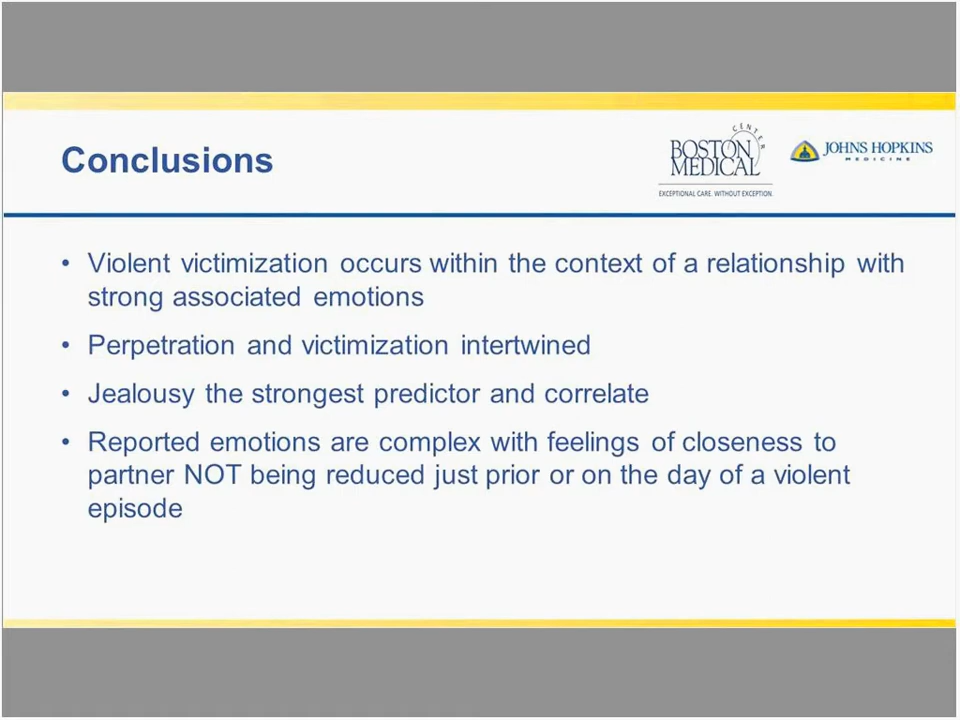 Conclusions
BOSTON
MEDICAL
CENTER
EXCEPTIONAL CARE. WITHOUT EXCEPTION.
JOHNS HOPKINS
MEDICINE
• Violent victimization occurs within the context of a relationship with
strong associated emotions
• Perpetration and victimization intertwined
• Jealousy the strongest predictor and correlate
• Reported emotions are complex with feelings of closeness to
partner NOT being reduced just prior or on the day of a violent
episode